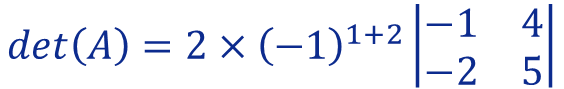 det(A) = 2 × (−1)^{1+2} |−1 4|
|−2 5|